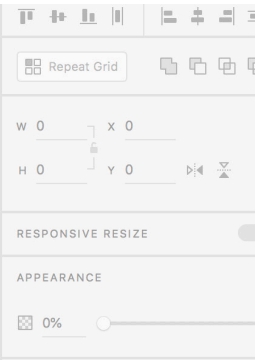 Repeat Grid
W 0 X 0
H 0 Y 0
RESPONSIVE RESIZE
APPEARANCE
0%